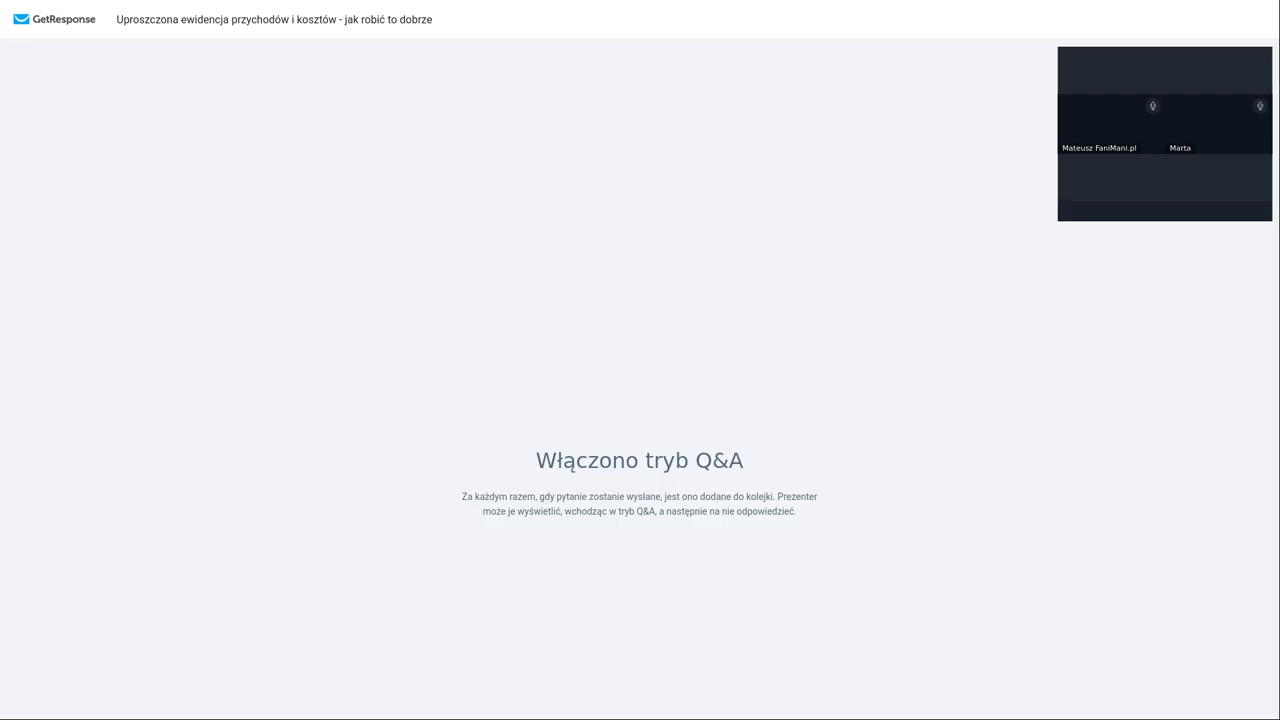 GetResponse
Uproszczona ewidencja przychodów i kosztów - jak robić to dobrze
Mateusz FaniMani.pl
Marta
Włączono tryb Q&A
Za każdym razem, gdy pytanie zostanie wysłane, jest ono dodane do kolejki. Prezenter
może je wyświetlić, wchodząc w tryb Q&A, a następnie na nie odpowiedzieć.